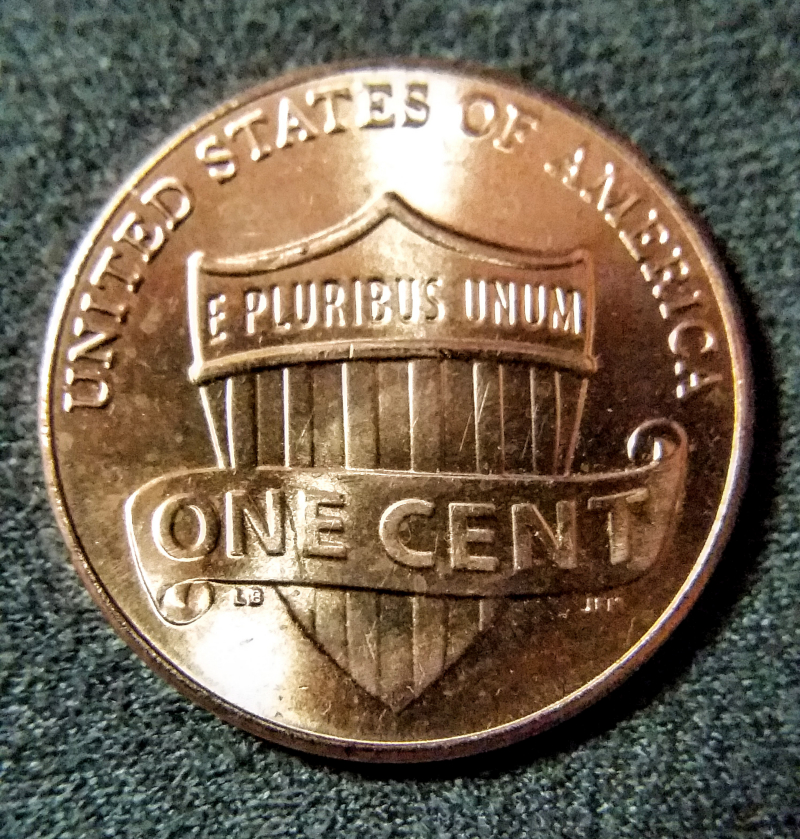 UNITED STATES OF AMERICA
E PLURIBUS UNUM
ONE CENT
LB
JFM